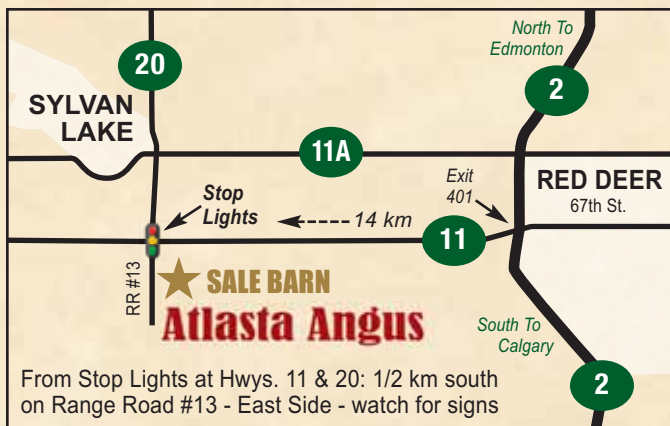 North To
Edmonton
20
2
SYLVAN
LAKE
11A
Exit
401
RED DEER
67th St.
Stop
Lights
14 km
11
RR #13
SALE BARN
Atlasta Angus
South To
Calgary
2
From Stop Lights at Hwys. 11 & 20: 1/2 km south
on Range Road #13 - East Side - watch for signs